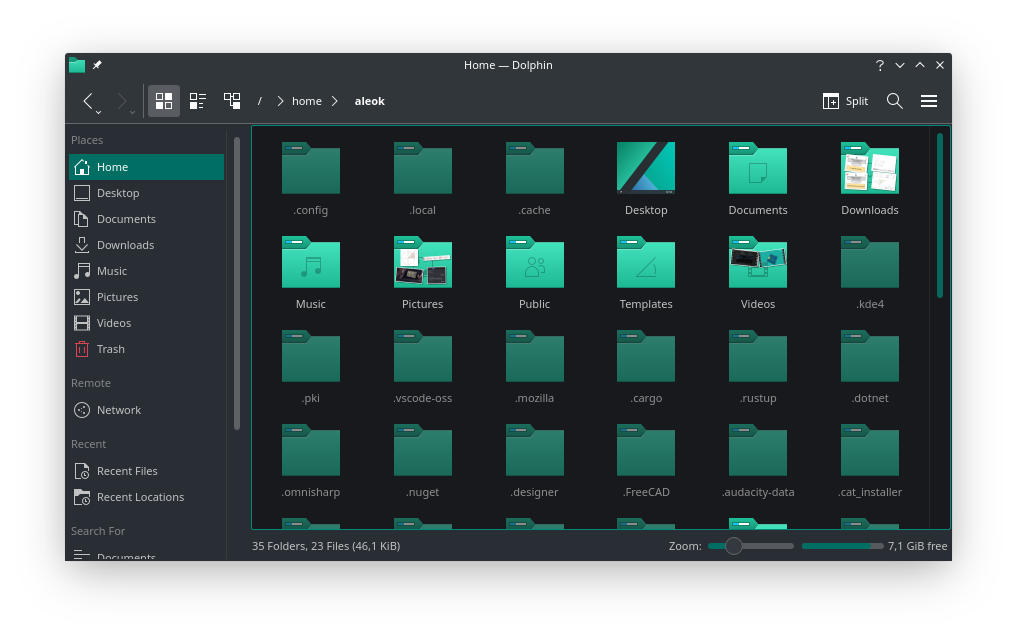 Home — Dolphin
/ home aleok
Split
Places
Home
Desktop
Documents
Downloads
Music
Pictures
Videos
Trash
Remote
Network
Recent
Recent Files
Recent Locations
Search For
Documents
.config .local .cache Desktop Documents Downloads
Music Pictures Public Templates Videos .kde4
.pki .vscode-oss .mozilla .cargo .rustup .dotnet
.omnisharp .nuget .designer .FreeCAD .audacity-data .cat_installer
35 Folders, 23 Files (46,1 KiB)
Zoom:
7,1 GiB free